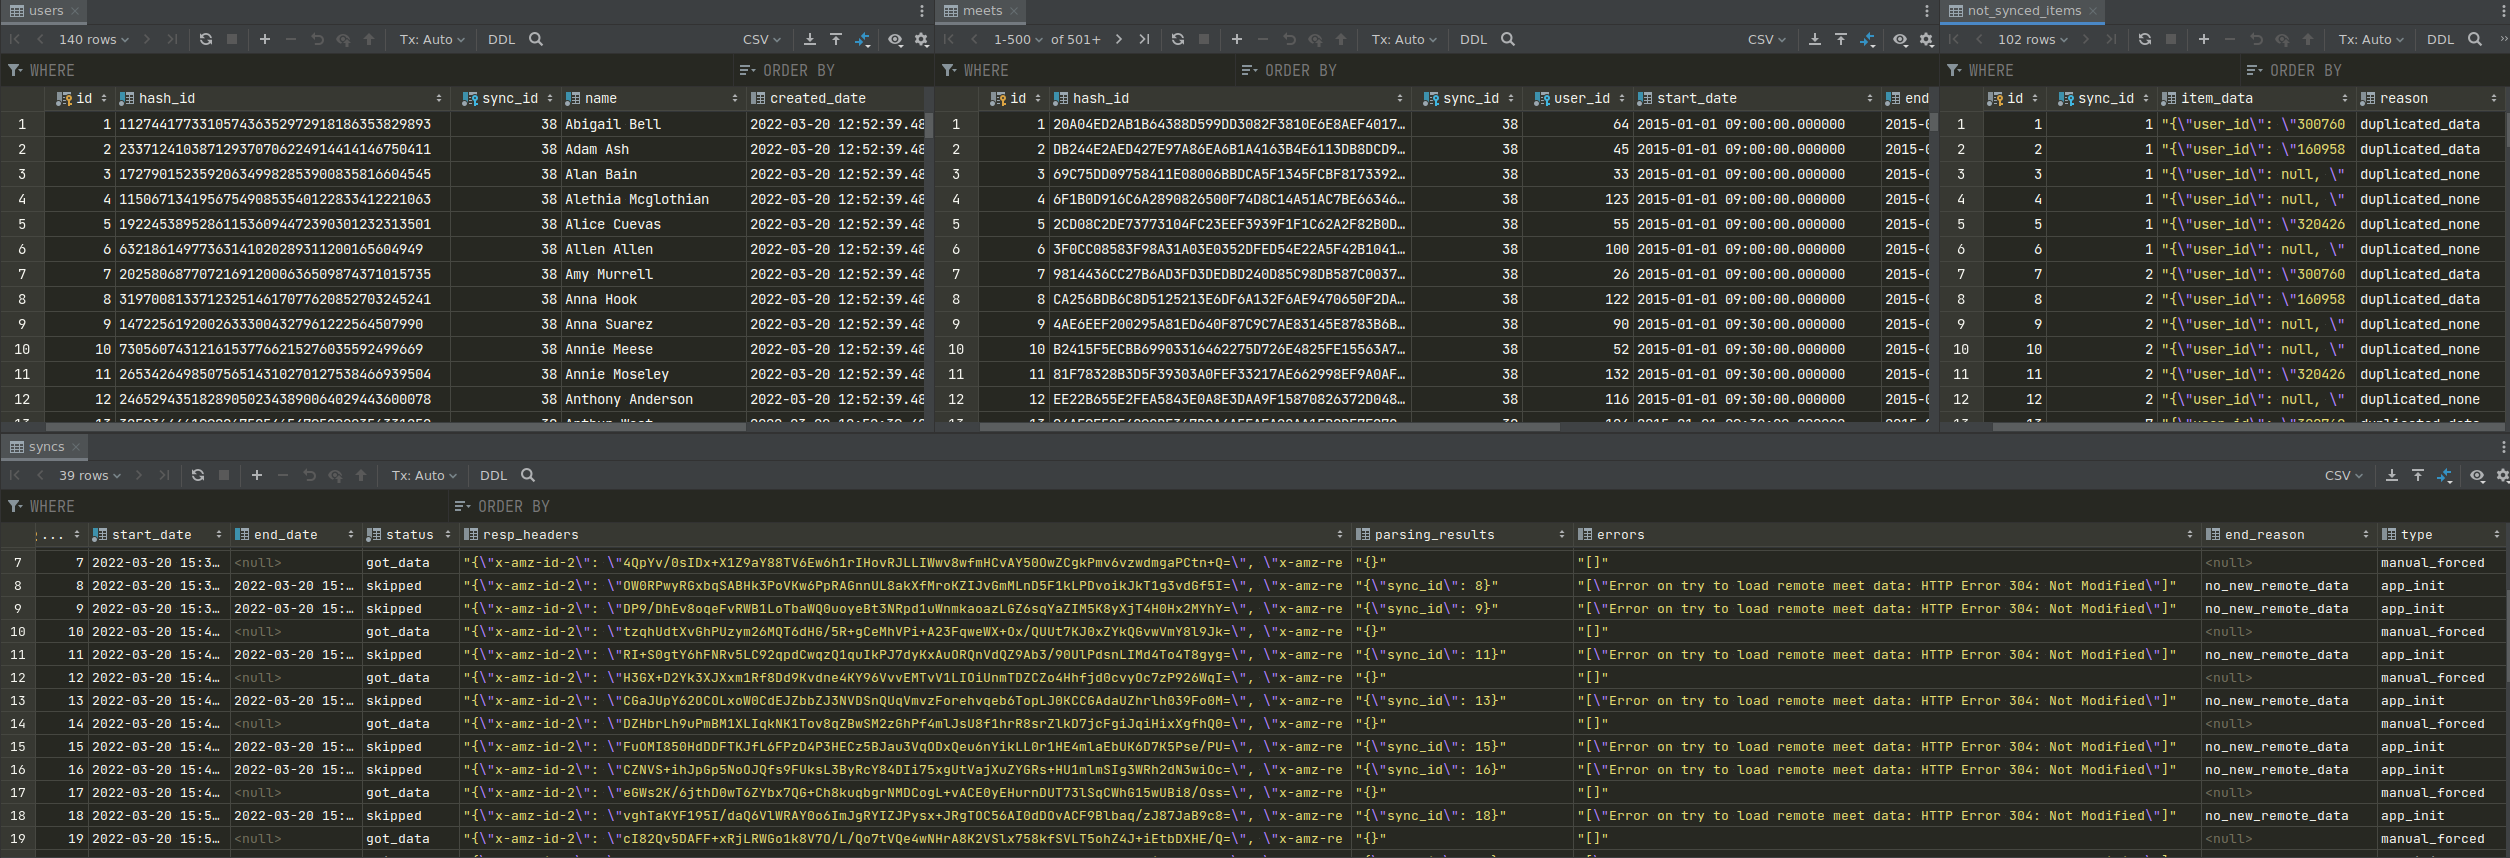 users
140 rows
Tx: Auto DDL CSV
WHERE ORDER BY
id hash_id sync_id name created_date
1 1 112744177331057436352972918186353829893 38 Abigail Bell 2022-03-20 12:52:39.48
2 2 233712410387129370706224914414146750411 38 Adam Ash 2022-03-20 12:52:39.48
3 3 172790152359206349982853900835816604545 38 Alan Bain 2022-03-20 12:52:39.48
4 4 115067134195675490853540122833412221063 38 Alethia Mcglothian 2022-03-20 12:52:39.48
5 5 192245389528611536094472390301232313501 38 Alice Cuevas 2022-03-20 12:52:39.48
6 6 63218614977363141020289311200165604949 38 Allen Allen 2022-03-20 12:52:39.48
7 7 202580687707216912000636509874371015735 38 Amy Murrell 2022-03-20 12:52:39.48
8 8 319700813371232514617077620852703245241 38 Anna Hook 2022-03-20 12:52:39.48
9 9 14722561920026333004327961222564507990 38 Anna Suarez 2022-03-20 12:52:39.48
10 10 73056074312161537766215276035592499669 38 Annie Meese 2022-03-20 12:52:39.48
11 11 265342649850756514310270127538466939504 38 Annie Moseley 2022-03-20 12:52:39.48
12 12 246529435182890502343890064029443600078 38 Anthony Anderson 2022-03-20 12:52:39.48
meets
1-500 of 501+
Tx: Auto DDL CSV
WHERE ORDER BY
id hash_id sync_id user_id start_date end
1 1 20A04ED2AB1B64388D599DD3082F3810E6E8AEF4017… 38 64 2015-01-01 09:00:00.000000 2015-0
2 2 DB244E2AED427E97A86EA6B1A4163B4E6113DB8DCD9… 38 45 2015-01-01 09:00:00.000000 2015-0
3 3 69C75DD09758411E08006BBDCA5F1345FCBF8173392… 38 33 2015-01-01 09:00:00.000000 2015-0
4 4 6F1B0D916C6A2890826500F74D8C14A51AC7BE66346… 38 123 2015-01-01 09:00:00.000000 2015-0
5 5 2CD08C2DE73773104FC23EEF3939F1F1C62A2F82B0D… 38 55 2015-01-01 09:00:00.000000 2015-0
6 6 3F0CC08583F98A31A03E0352DFED54E22A5F42B1041… 38 100 2015-01-01 09:00:00.000000 2015-0
7 7 9814436CC27B6AD3FD3DEDBD240D85C98DB587C0037… 38 26 2015-01-01 09:00:00.000000 2015-0
8 8 CA256BDB6C8D5125213E6DF6A132F6AE9470650F2DA… 38 122 2015-01-01 09:00:00.000000 2015-0
9 9 4AE6EEF200295A81ED640F87C9C7AE83145E8783B6B… 38 90 2015-01-01 09:30:00.000000 2015-0
10 10 B2415F5ECBB69903316462275D726E4825FE15563A7… 38 52 2015-01-01 09:30:00.000000 2015-0
11 11 81F78328B3D5F39303A0FEF33217AE662998EF9A0AF… 38 132 2015-01-01 09:30:00.000000 2015-0
12 12 EE22B655E2FEA5843E0A8E3DAA9F15870826372D048… 38 116 2015-01-01 09:30:00.000000 2015-0
not_synced_items
102 rows
Tx: Auto DDL
WHERE ORDER BY
id sync_id item_data reason
1 1 1 "{\"user_id\": \"300760 duplicated_data
2 2 1 "{\"user_id\": \"160958 duplicated_data
3 3 1 "{\"user_id\": null, \" duplicated_none
4 4 1 "{\"user_id\": null, \" duplicated_none
5 5 1 "{\"user_id\": \"320426 duplicated_none
6 6 1 "{\"user_id\": null, \" duplicated_none
7 7 2 "{\"user_id\": \"300760 duplicated_data
8 8 2 "{\"user_id\": \"160958 duplicated_data
9 9 2 "{\"user_id\": null, \" duplicated_none
10 10 2 "{\"user_id\": null, \" duplicated_none
11 11 2 "{\"user_id\": \"320426 duplicated_none
12 12 2 "{\"user_id\": null, \" duplicated_none
syncs
39 rows
Tx: Auto DDL CSV
WHERE ORDER BY
... start_date end_date status resp_headers parsing_results errors end_reason type
7 7 2022-03-20 15:3… <null> got_data "{\"x-amz-id-2\": \"4QpYv/0sIDx+X1Z9aY88TV6Ew6h1rIHovRJLLIWwv8wfmHCvAY50OwZCgkPmv6vzwdmgaPCtn+Q=\", \"x-amz-re "{}" "[]" <null> manual_forced
8 8 2022-03-20 15:3… 2022-03-20 15:… skipped "{\"x-amz-id-2\": \"OW0RPwyRGxbqSABHk3PoVKw6PpRAGnnUL8akXfMroKZIJvGmMLnD5F1kLPDvoikJkT1g3vdGf5I=\", \"x-amz-re "{\"sync_id\": 8}" "[\"Error on try to load remote meet data: HTTP Error 304: Not Modified\"]" no_new_remote_data app_init
9 9 2022-03-20 15:3… 2022-03-20 15:… skipped "{\"x-amz-id-2\": \"DP9/DhEv8oqeFvRWB1LoTbaWQ0uoyeBt3NRpd1uWnmkaoazLGZ6sqYaZIM5K8yXjT4H0Hx2MYhY=\", \"x-amz-re "{\"sync_id\": 9}" "[\"Error on try to load remote meet data: HTTP Error 304: Not Modified\"]" no_new_remote_data app_init
10 10 2022-03-20 15:4… <null> got_data "{\"x-amz-id-2\": \"tzqhUdtXvGhPUzym26MQT6dHG/5R+gCeMhVPi+A23FqweWX+Ox/QUUt7KJ0xZYkQGvwVmY8l9Jk=\", \"x-amz-re "{}" "[]" <null> manual_forced
11 11 2022-03-20 15:4… 2022-03-20 15:… skipped "{\"x-amz-id-2\": \"RI+S0gtY6hFNRv5LC92qpdCwqzQ1quIkPJ7dyKxAuORQnVdQZ9Ab3/90UlPdsnLIMd4To4T8gyg=\", \"x-amz-re "{\"sync_id\": 11}" "[\"Error on try to load remote meet data: HTTP Error 304: Not Modified\"]" no_new_remote_data app_init
12 12 2022-03-20 15:4… <null> got_data "{\"x-amz-id-2\": \"H3GX+D2Yk3XJXxm1Rf8Dd9Kvdne4KY96VvvEMTvV1LIOiUnmTDZCZo4Hhfjd0cvyOc7zP926WqI=\", \"x-amz-re "{}" "[]" <null> manual_forced
13 13 2022-03-20 15:4… 2022-03-20 15:… skipped "{\"x-amz-id-2\": \"CGaJUpY62OCOLxoW0CdEJZbbZJ3NVDSnQUqVmvzForehvqeb6TopLJ0KCCGAdaUZhrlh039Fo0M=\", \"x-amz-re "{\"sync_id\": 13}" "[\"Error on try to load remote meet data: HTTP Error 304: Not Modified\"]" no_new_remote_data app_init
14 14 2022-03-20 15:4… <null> got_data "{\"x-amz-id-2\": \"DZHbrLh9uPmBM1XLIqkNK1Tov8qZBwSM2zGhPf4mlJsU8f1hrR8srZlkD7jcFgiJqiHixXgfhQ0=\", \"x-amz-re "{}" "[]" <null> manual_forced
15 15 2022-03-20 15:4… 2022-03-20 15:… skipped "{\"x-amz-id-2\": \"FuOMI850HdDDFTKJfL6FPzD4P3HECz5BJau3VqODxQeu6nYikLL0r1HE4mlaEbUK6D7K5Pse/PU=\", \"x-amz-re "{\"sync_id\": 15}" "[\"Error on try to load remote meet data: HTTP Error 304: Not Modified\"]" no_new_remote_data app_init
16 16 2022-03-20 15:4… 2022-03-20 15:… skipped "{\"x-amz-id-2\": \"CZNVS+ihJpGp5NoOJQfs9FUksL3ByRcY84DIi75xgUtVajXuZYGRs+HU1mlmSIg3WRh2dN3wiOc=\", \"x-amz-re "{\"sync_id\": 16}" "[\"Error on try to load remote meet data: HTTP Error 304: Not Modified\"]" no_new_remote_data app_init
17 17 2022-03-20 15:4… <null> got_data "{\"x-amz-id-2\": \"eGWs2K/6jthD0wT6ZYbx7QG+Ch8kuqbgrNMDCogL+vACE0yEHurnDUT73lSqCWhG15wUBi8/Oss=\", \"x-amz-re "{}" "[]" <null> manual_forced
18 18 2022-03-20 15:5… 2022-03-20 15:… skipped "{\"x-amz-id-2\": \"vghTaKYF195I/daQ6VlWRAY0o6ImJgRYIZJPysx+JRgTOC56AI0dDOvACF9Blbaq/zJ87JaB9c8=\", \"x-amz-re "{\"sync_id\": 18}" "[\"Error on try to load remote meet data: HTTP Error 304: Not Modified\"]" no_new_remote_data app_init
19 19 2022-03-20 15:5… <null> got_data "{\"x-amz-id-2\": \"cI82Qv5DAFF+xRjLRWGo1k8V7O/L/Qo7tVQe4wNHrA8K2VSlx758kfSVLT5ohZ4J+iEtbDXHE/Q=\", \"x-amz-re "{}" "[]" <null> manual_forced